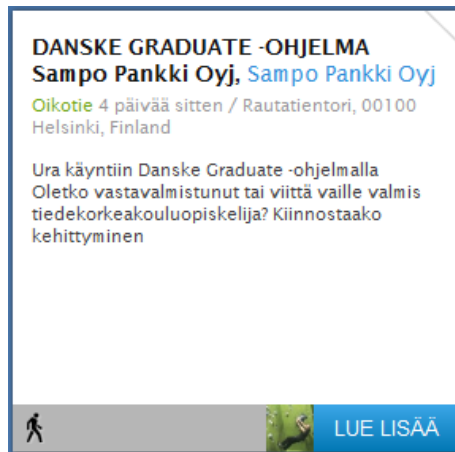 DANSKE GRADUATE -OHJELMA
Sampo Pankki Oyj, Sampo Pankki Oyj
Oikotie 4 päivää sitten / Rautatientori, 00100
Helsinki, Finland
Ura käyntiin Danske Graduate -ohjelmalla
Oletko vastavalmistunut tai viittä vaille valmis
tiedekorkeakouluopiskelija? Kiinnostaako
kehittyminen
LUE LISÄÄ